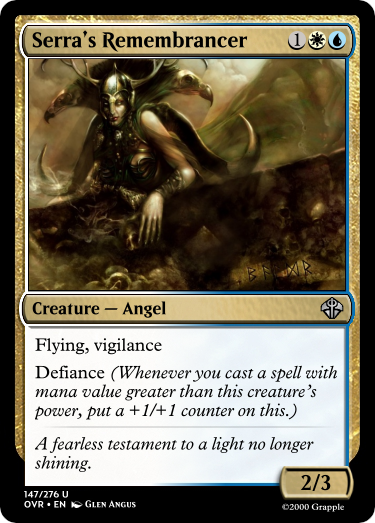 Serra's Remembrancer 1
Creature — Angel
Flying, vigilance
Defiance (Whenever you cast a spell with
mana value greater than this creature's
power, put a +1/+1 counter on this.)
A fearless testament to a light no longer
shining.
2/3
147/276 U
OVR • EN Glen Angus
©2000 Grapple